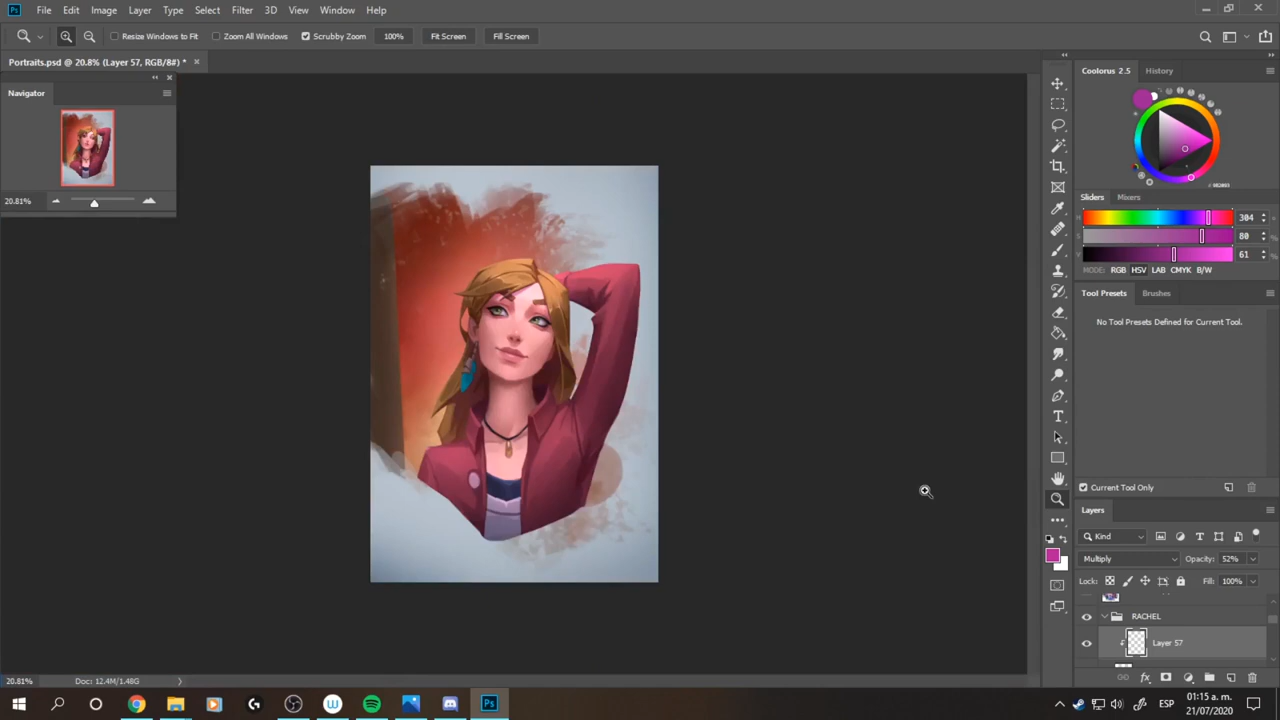 Ps File Edit Image Layer Type Select Filter 3D View Window Help
Resize Windows to Fit Zoom All Windows Scrubby Zoom 100% Fit Screen Fill Screen
Portraits.psd @ 20.8% (Layer 57, RGB/8#) *
Navigator
20.81%
Coolorus 2.5 History
Sliders Mixers
H 304
S 80
V 61
MODE: RGB HSV LAB CMYK B/W
Tool Presets Brushes
No Tool Presets Defined for Current Tool.
Current Tool Only
Layers
Kind
Multiply Opacity: 52%
Lock: Fill: 100%
RACHEL
Layer 57
20.81% Doc: 12.4M/1.48G
Ps
ESP
01:15 a. m.
21/07/2020